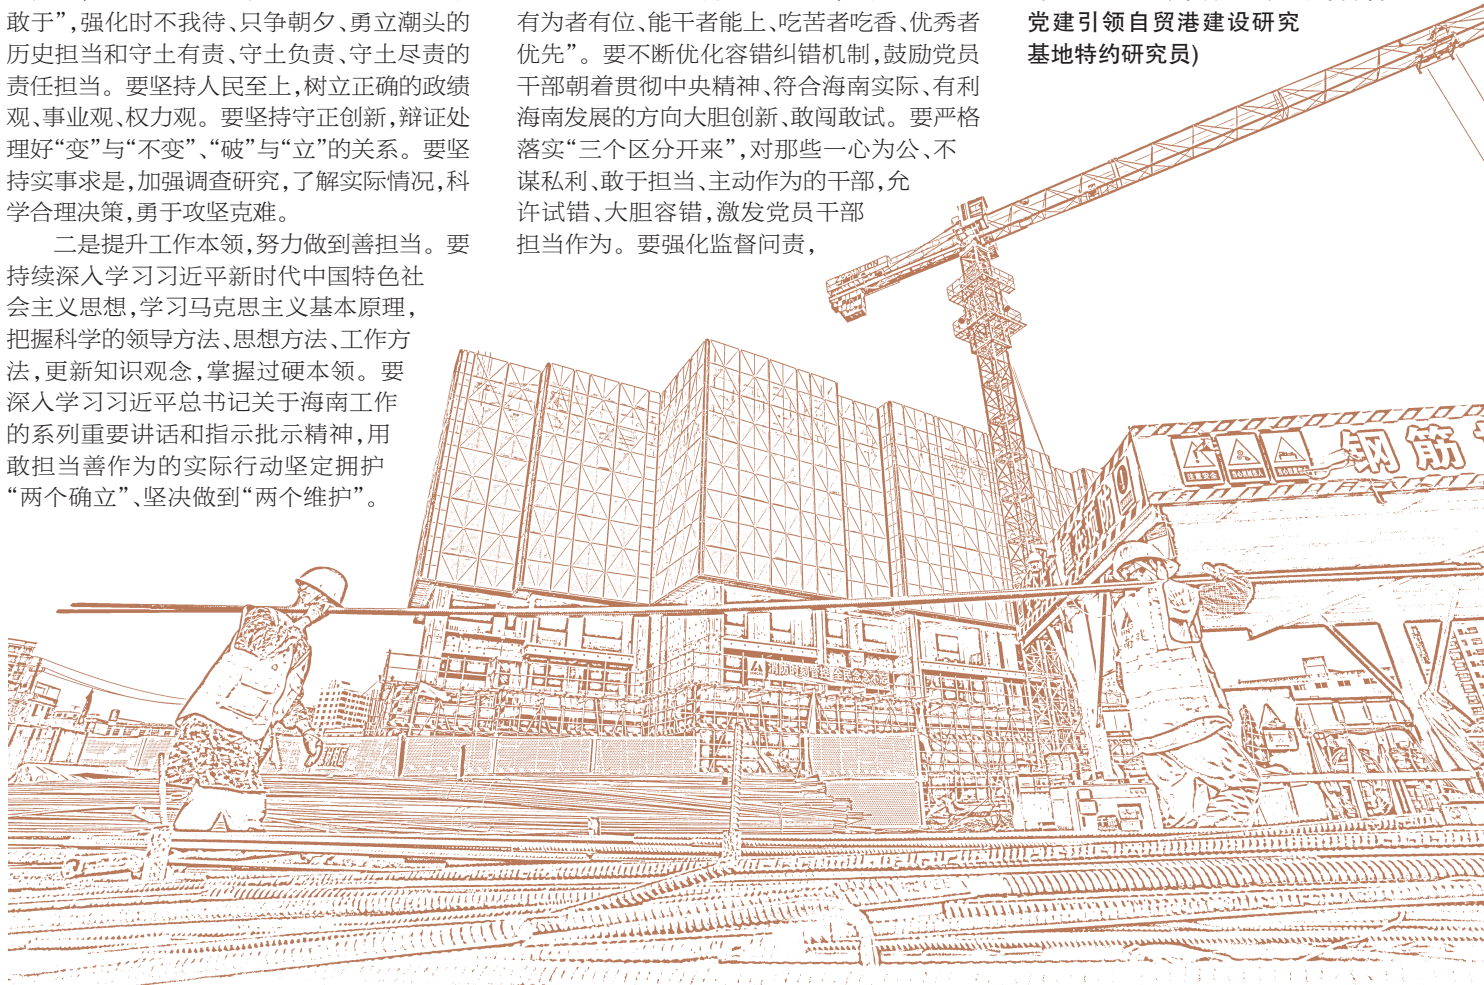 敢于”,强化时不我待、只争朝夕、勇立潮头的
历史担当和守土有责、守土负责、守土尽责的
责任担当。要坚持人民至上,树立正确的政绩
观、事业观、权力观。要坚持守正创新,辩证处
理好“变”与“不变”、“破”与“立”的关系。要坚
持实事求是,加强调查研究,了解实际情况,科
学合理决策,勇于攻坚克难。
二是提升工作本领,努力做到善担当。要
持续深入学习习近平新时代中国特色社
会主义思想,学习马克思主义基本原理,
把握科学的领导方法、思想方法、工作方
法,更新知识观念,掌握过硬本领。要
深入学习习近平总书记关于海南工作
的系列重要讲话和指示批示精神,用
敢担当善作为的实际行动坚定拥护
“两个确立”、坚决做到“两个维护”。
有为者有位、能干者能上、吃苦者吃香、优秀者
优先”。要不断优化容错纠错机制,鼓励党员
干部朝着贯彻中央精神、符合海南实际、有利
海南发展的方向大胆创新、敢闯敢试。要严格
落实“三个区分开来”,对那些一心为公、不
谋私利、敢于担当、主动作为的干部,允
许试错、大胆容错,激发党员干部
担当作为。要强化监督问责,
党建引领自贸港建设研究
基地特约研究员)
钢筋